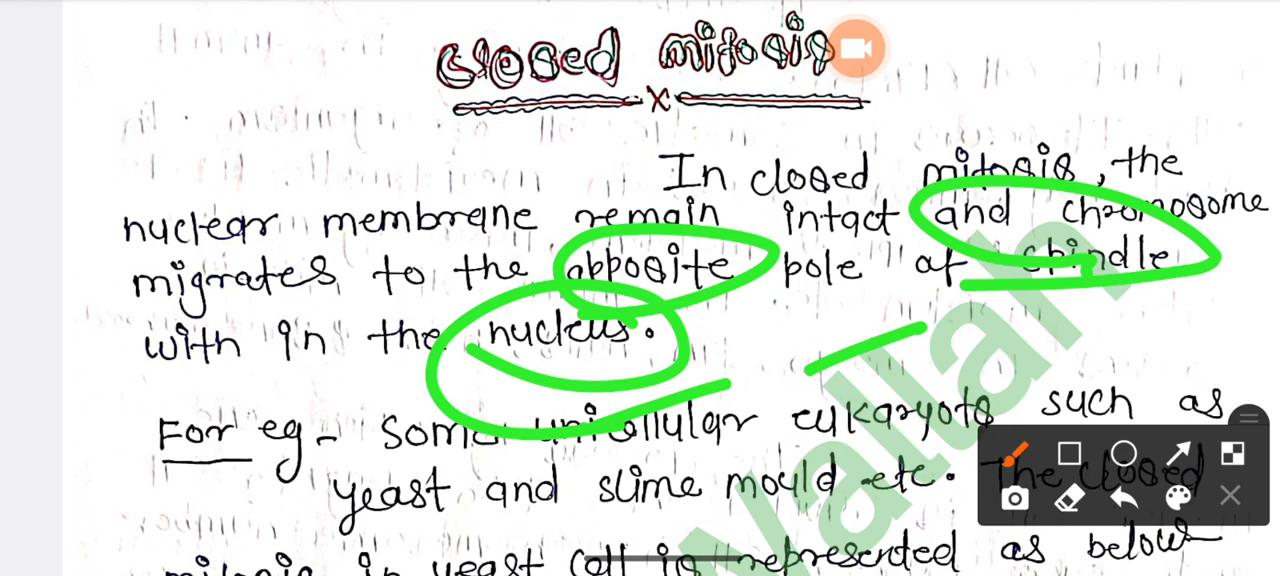 closed mitosis
x
In closed mitosis, the
nuclear membrane remain intact and chromosome
migrates to the opposite pole of spindle
with in the nucleus.
For eg - Some unicellular eukaryots such as
yeast and slime mould etc. The closed
mitosis in yeast cell is represented as below
Wallah